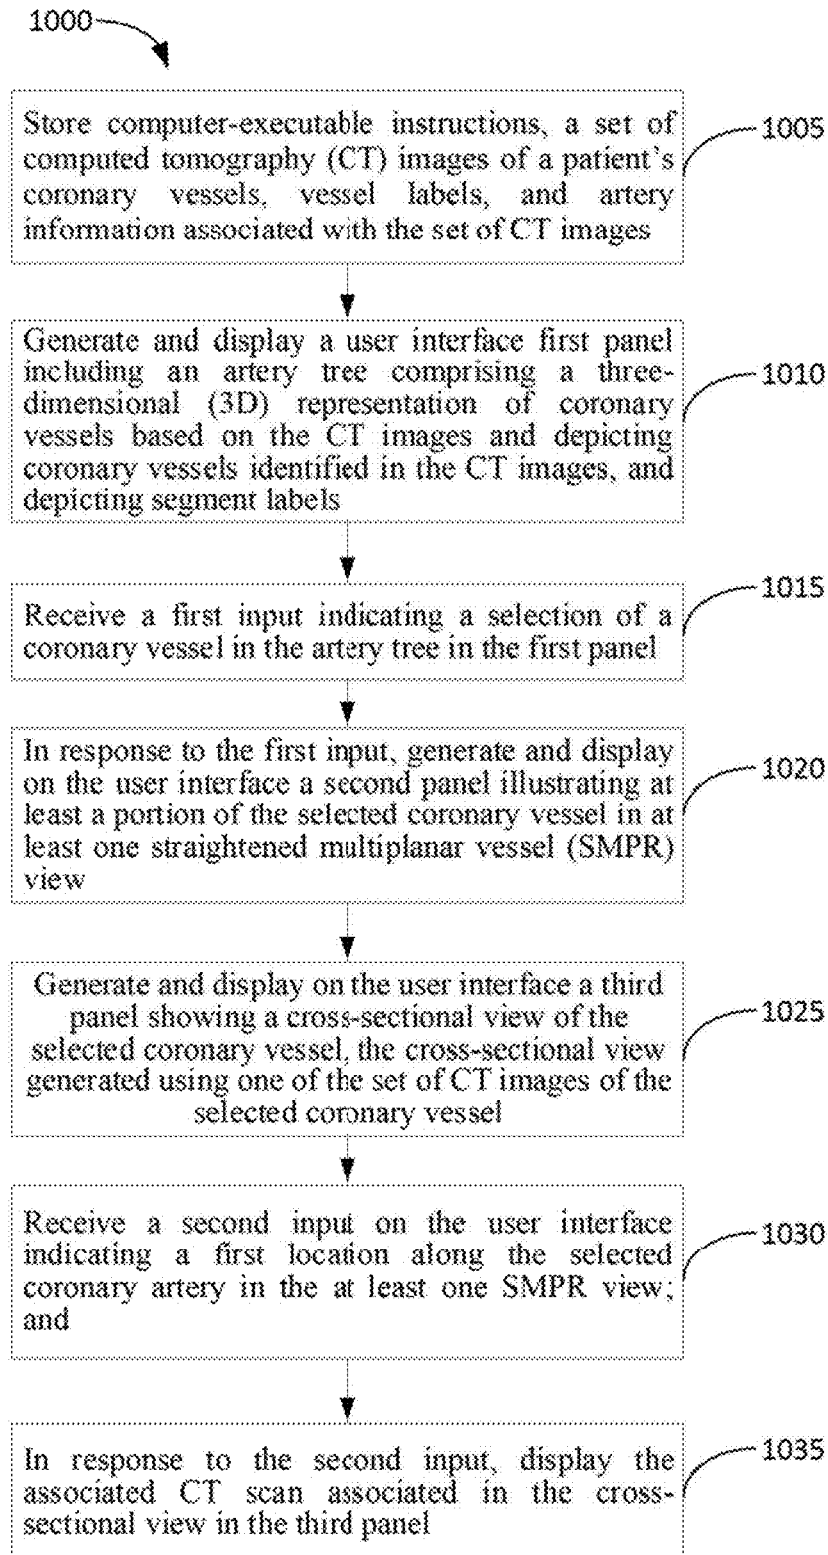 1000
Store computer-executable instructions, a set of
computed tomography (CT) images of a patient's
coronary vessels, vessel labels, and artery
information associated with the set of CT images
1005
Generate and display a user interface first panel
including an artery tree comprising a three-
dimensional (3D) representation of coronary
vessels based on the CT images and depicting
coronary vessels identified in the CT images, and
depicting segment labels
1010
Receive a first input indicating a selection of a
coronary vessel in the artery tree in the first panel
1015
In response to the first input, generate and display
on the user interface a second panel illustrating at
least a portion of the selected coronary vessel in at
least one straightened multiplanar vessel (SMPR)
view
1020
Generate and display on the user interface a third
panel showing a cross-sectional view of the
selected coronary vessel, the cross-sectional view
generated using one of the set of CT images of the
selected coronary vessel
1025
Receive a second input on the user interface
indicating a first location along the selected
coronary artery in the at least one SMPR view;
and
1030
In response to the second input, display the
associated CT scan associated in the cross-
sectional view in the third panel
1035